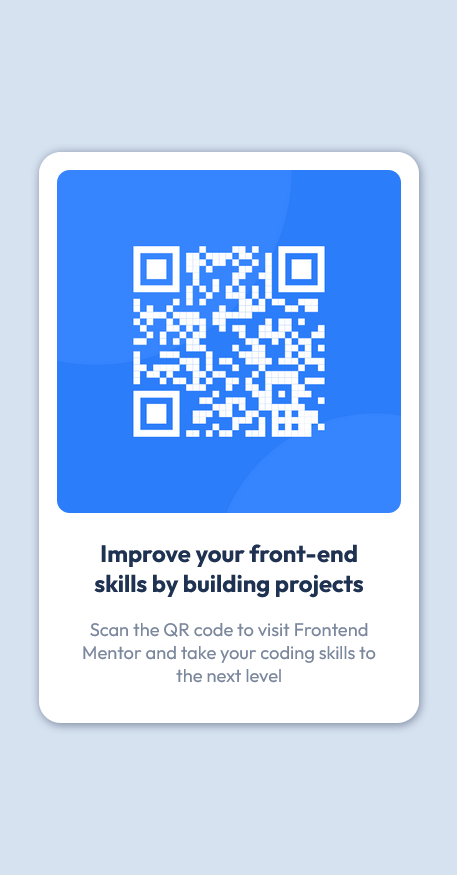 Improve your front-end
skills by building projects
Scan the QR code to visit Frontend
Mentor and take your coding skills to
the next level